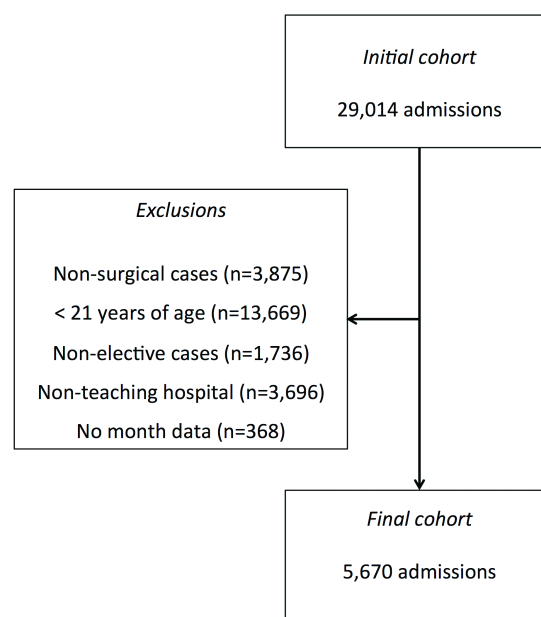 Initial cohort
29,014 admissions
Exclusions
Non-surgical cases (n=3,875)
< 21 years of age (n=13,669)
Non-elective cases (n=1,736)
Non-teaching hospital (n=3,696)
No month data (n=368)
Final cohort
5,670 admissions